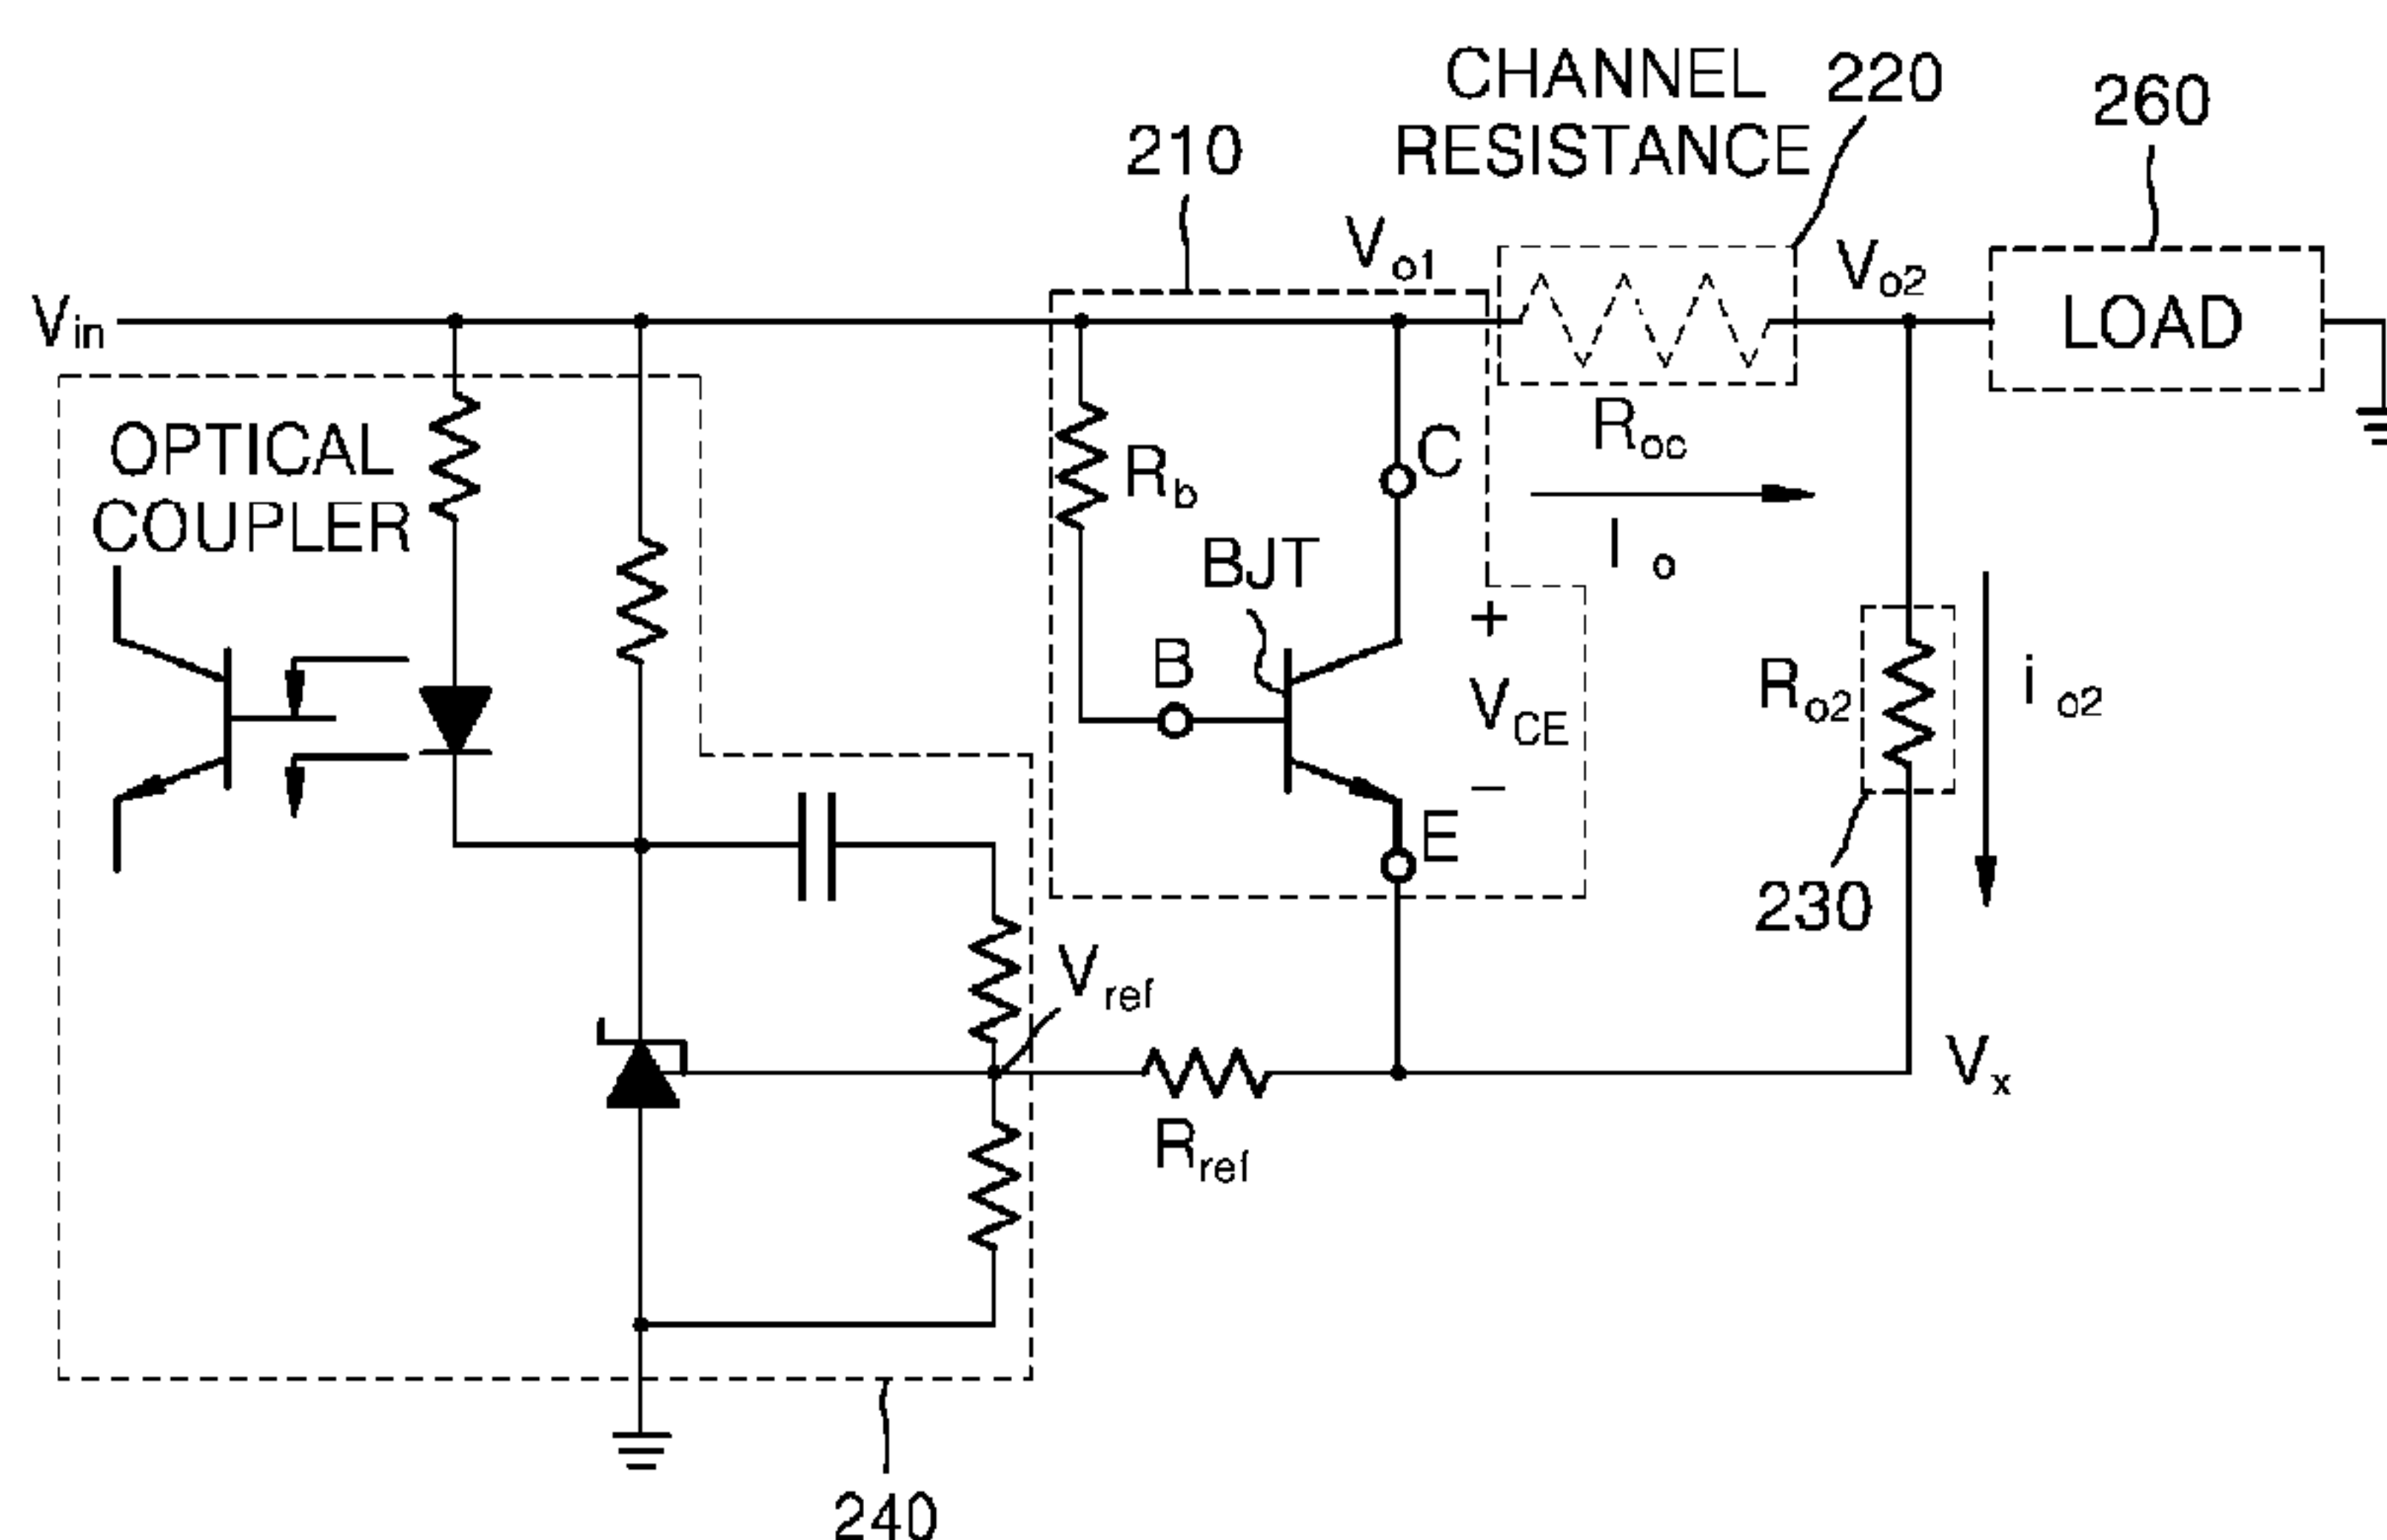 CHANNEL
RESISTANCE
220
260
210
Vo1
Vo2
Vin
LOAD
OPTICAL
COUPLER
Rb
C
Roc
Io
BJT
B
+
VCE
−
E
Ro2
io2
230
Vref
Vx
Rref
240